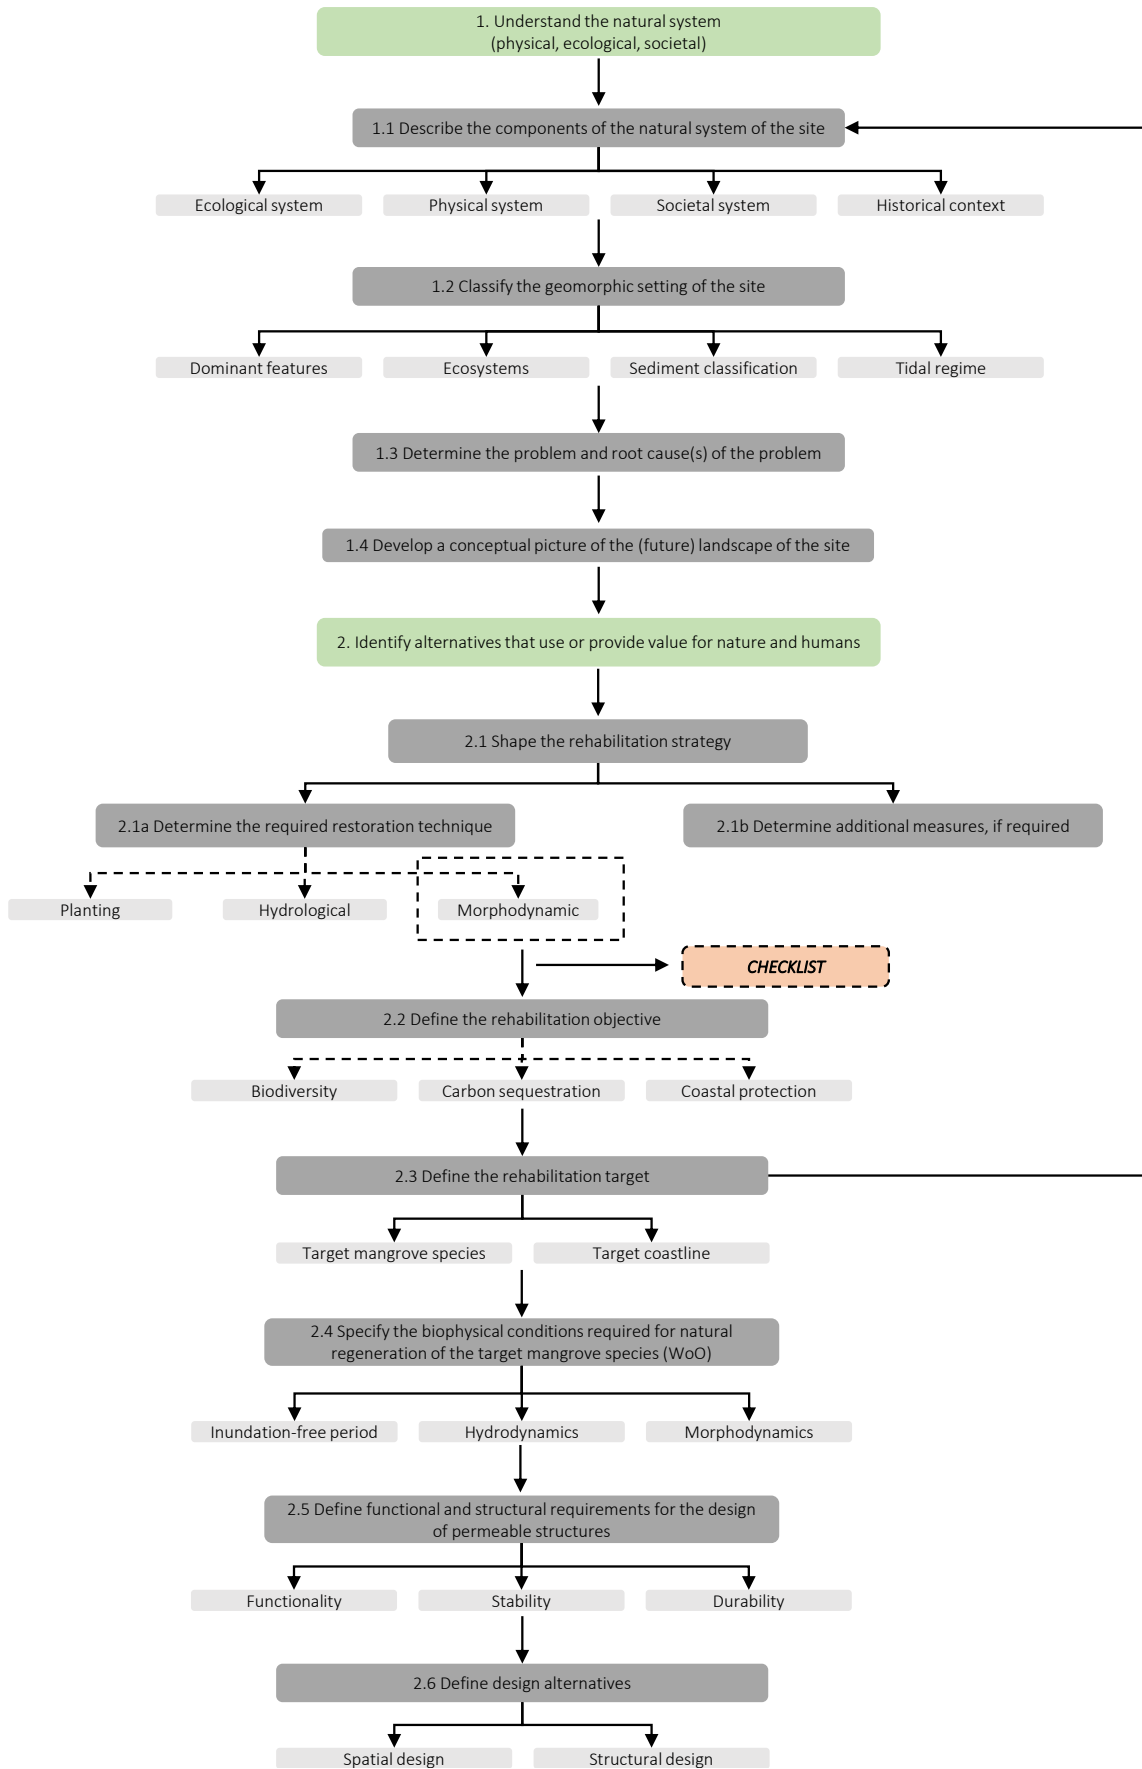 1. Understand the natural system
(physical, ecological, societal)
1.1 Describe the components of the natural system of the site
Ecological system
Physical system
Societal system
Historical context
1.2 Classify the geomorphic setting of the site
Dominant features
Ecosystems
Sediment classification
Tidal regime
1.3 Determine the problem and root cause(s) of the problem
1.4 Develop a conceptual picture of the (future) landscape of the site
2. Identify alternatives that use or provide value for nature and humans
2.1 Shape the rehabilitation strategy
2.1a Determine the required restoration technique
2.1b Determine additional measures, if required
Planting
Hydrological
Morphodynamic
CHECKLIST
2.2 Define the rehabilitation objective
Biodiversity
Carbon sequestration
Coastal protection
2.3 Define the rehabilitation target
Target mangrove species
Target coastline
2.4 Specify the biophysical conditions required for natural
regeneration of the target mangrove species (WoO)
Inundation-free period
Hydrodynamics
Morphodynamics
2.5 Define functional and structural requirements for the design
of permeable structures
Functionality
Stability
Durability
2.6 Define design alternatives
Spatial design
Structural design